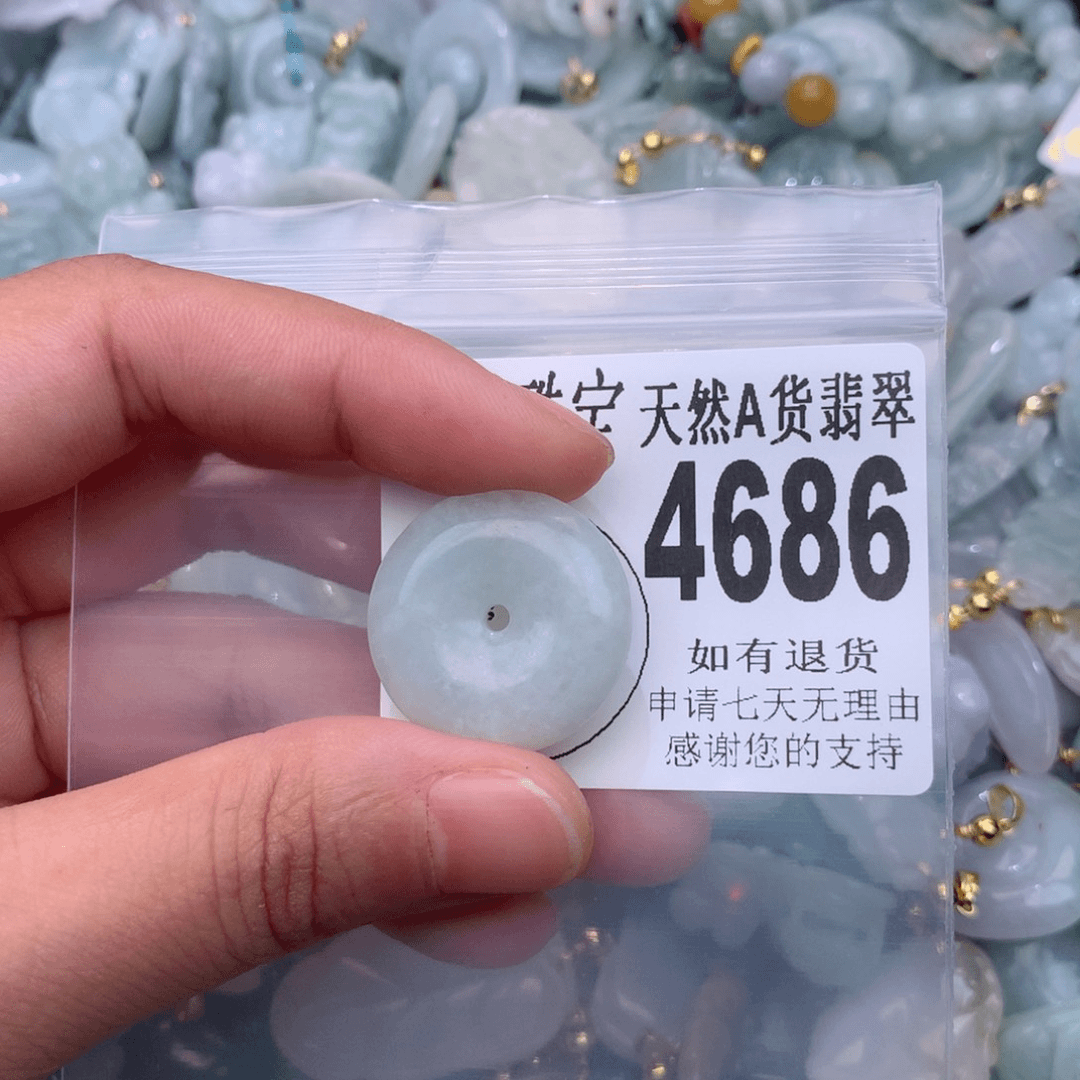 珠宝 天然A货翡翠
4686
如有退货
申请七天无理由
感谢您的支持